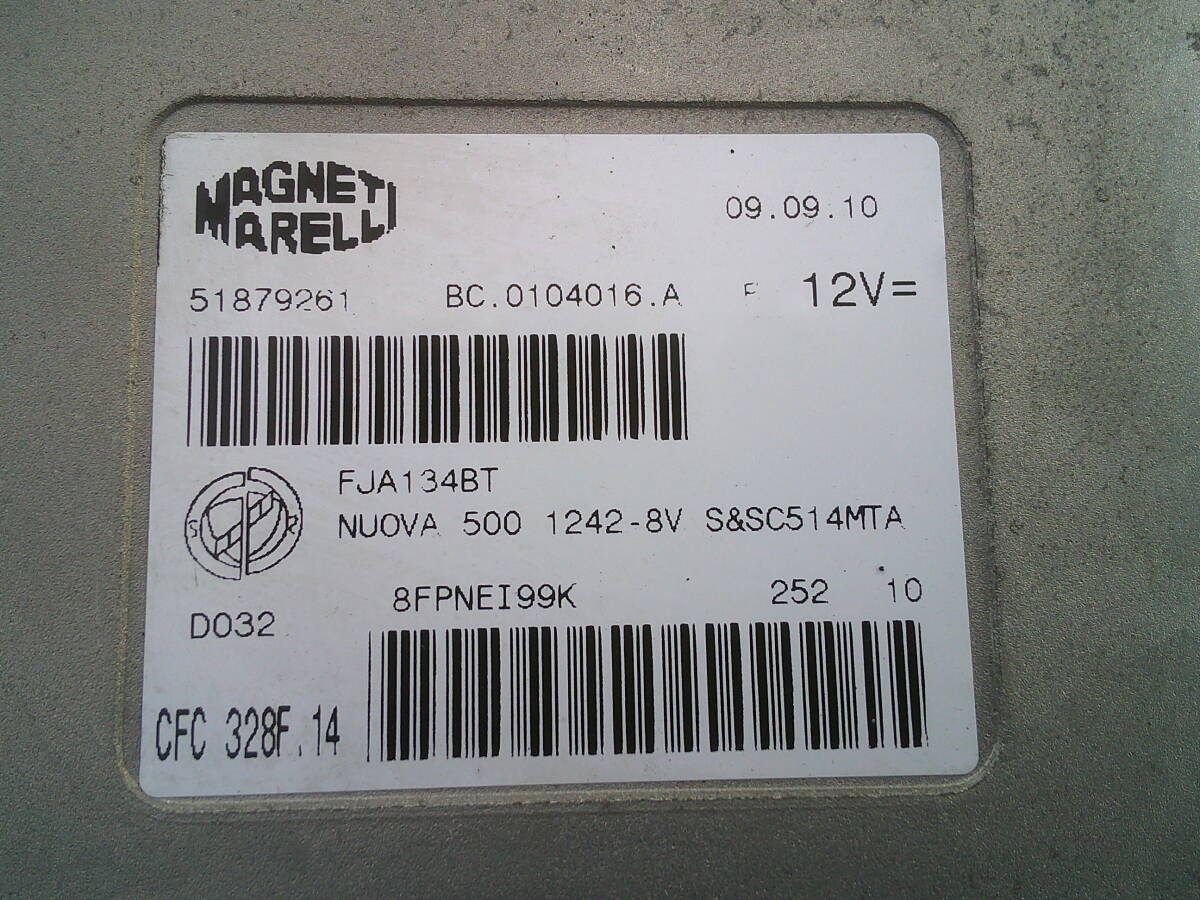 MAGNETI
MARELLI
09.09.10
51879261 BC.0104016.A F 12V=
FJA134BT
NUOVA 500 1242-8V S&SC514MTA
S R
8FPNEI99K 252 10
D032
CFC 328F.14